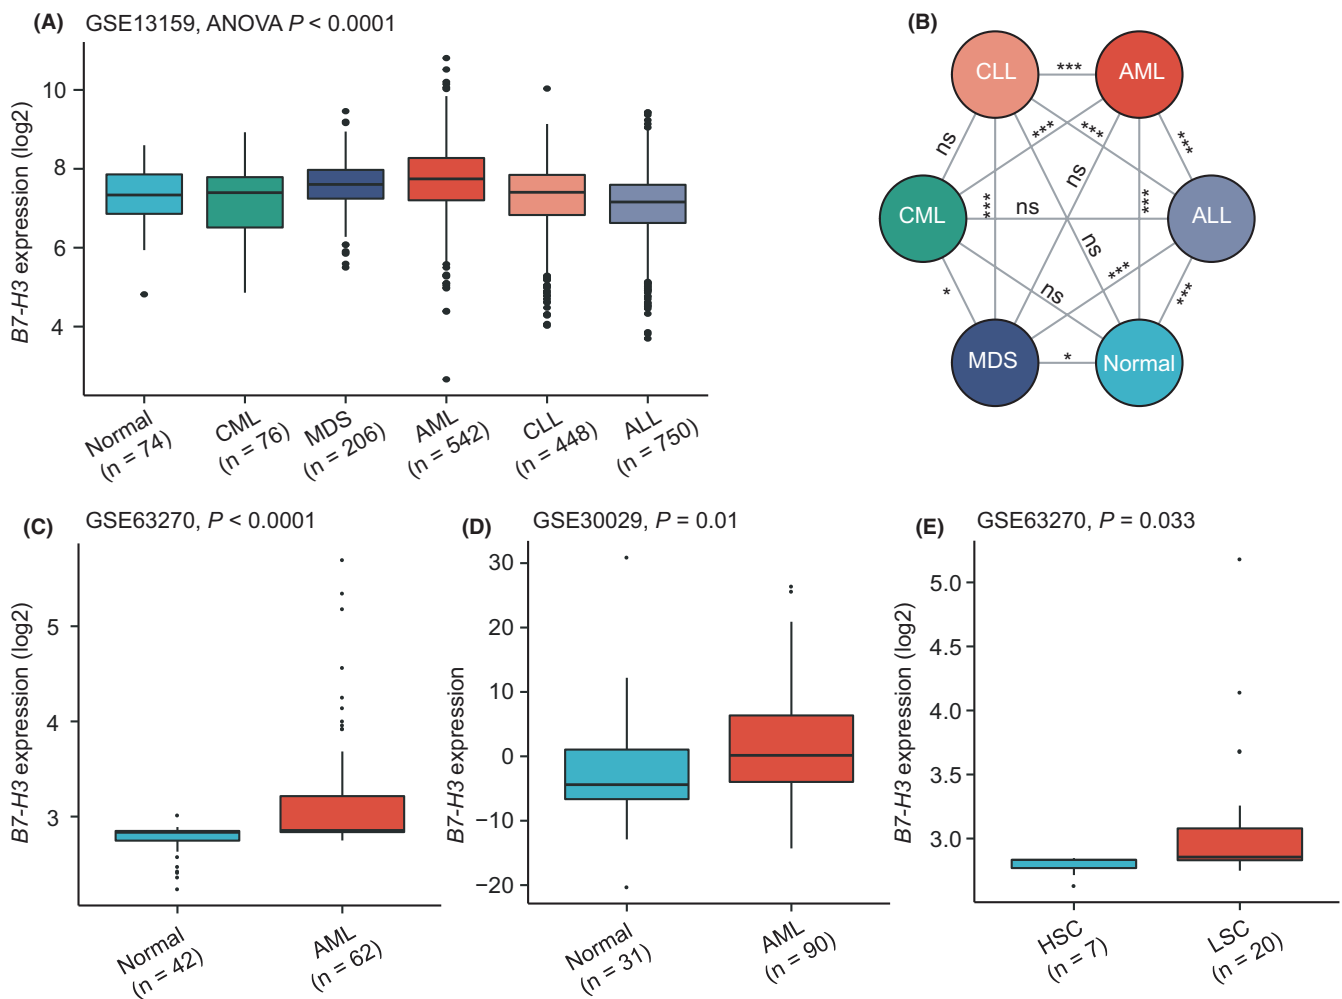 (A) GSE13159, ANOVA P < 0.0001
B7-H3 expression (log2)
10
8
6
4
Normal
(n = 74)
CML
(n = 76)
MDS
(n = 206)
AML
(n = 542)
CLL
(n = 448)
ALL
(n = 750)
(B)
CLL
***
AML
ns
***
***
***
ns
CML
***
ns
***
ALL
ns
*
ns
***
***
MDS
*
Normal
(C) GSE63270, P < 0.0001
B7-H3 expression (log2)
5
4
3
Normal
(n = 42)
AML
(n = 62)
(D) GSE30029, P = 0.01
B7-H3 expression
30
20
10
0
−10
−20
Normal
(n = 31)
AML
(n = 90)
(E) GSE63270, P = 0.033
B7-H3 expression (log2)
5.0
4.5
4.0
3.5
3.0
HSC
(n = 7)
LSC
(n = 20)